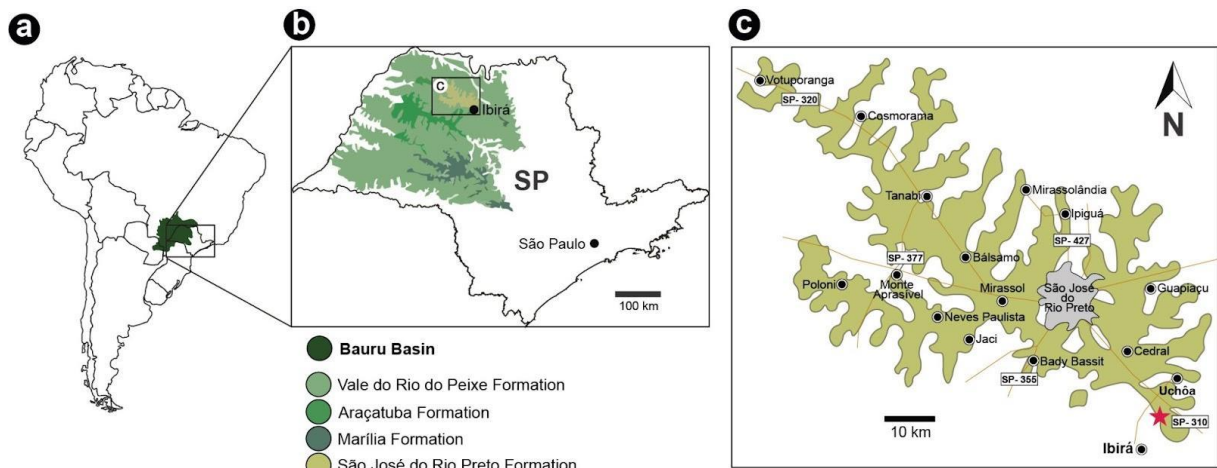 a
b
C
Ibirá
SP
São Paulo
100 km
Bauru Basin
Vale do Rio do Peixe Formation
Araçatuba Formation
Marília Formation
São José do Rio Preto Formation
c
N
Votuporanga
SP- 320
Cosmorama
Tanabi
Mirassolândia
Ipiguá
SP- 427
SP- 377
Bálsamo
Poloni
Monte
Aprasível
Mirassol
São José
do
Rio Preto
Guapiaçu
Neves Paulista
Jaci
Bady Bassit
Cedral
SP- 355
Uchôa
SP- 310
10 km
Ibirá